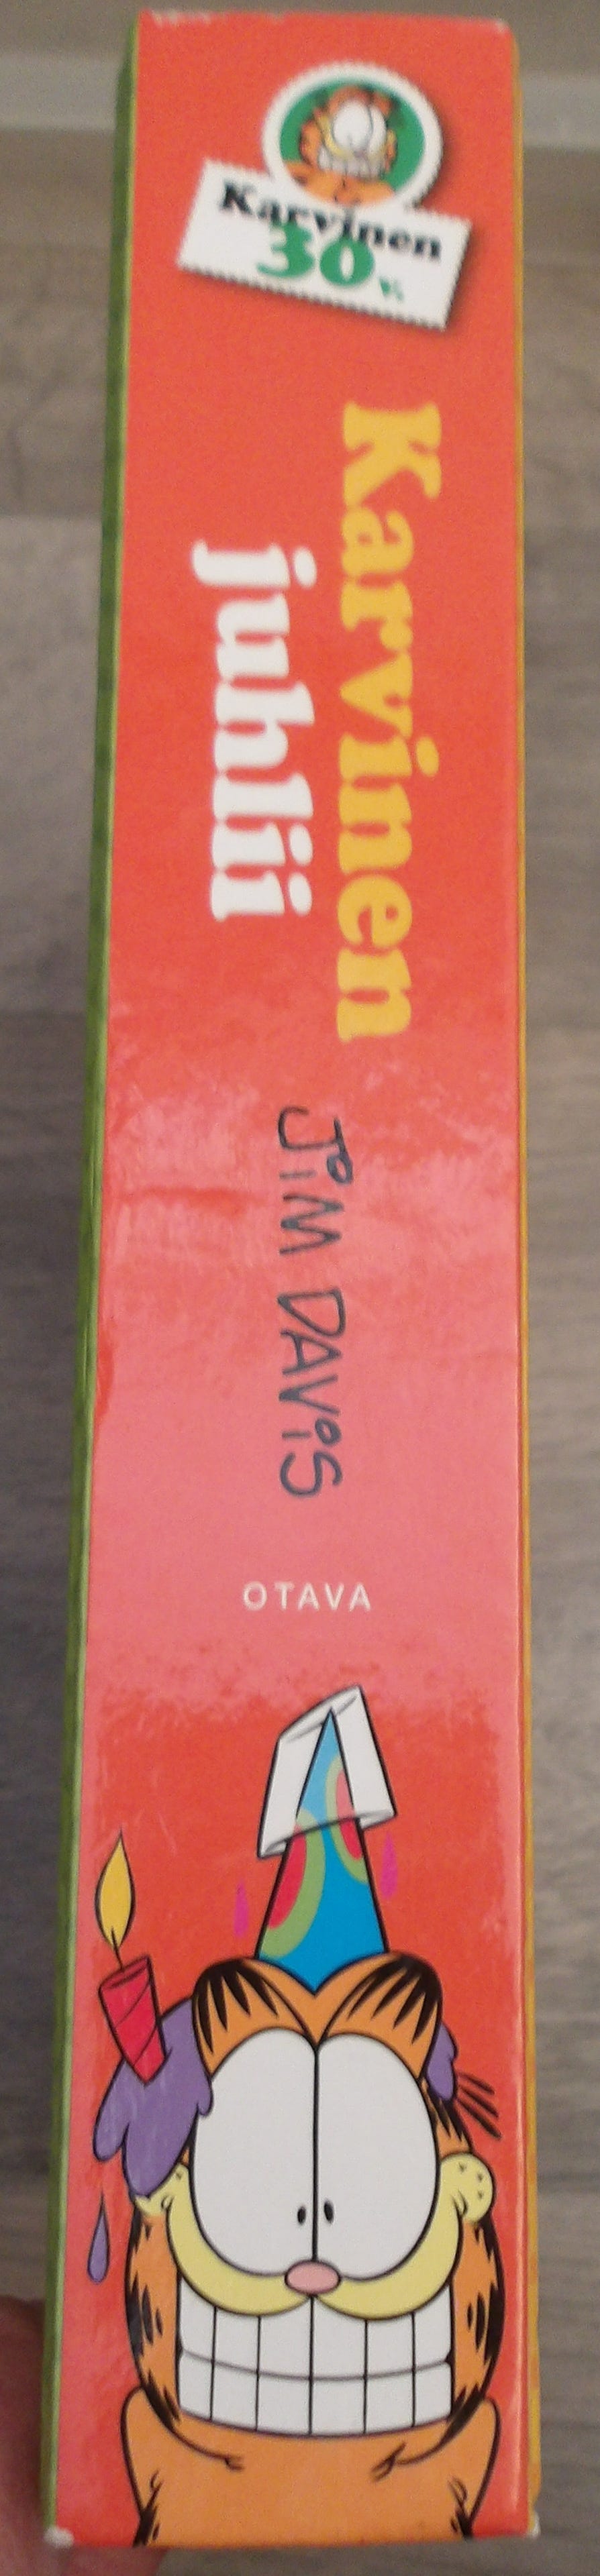 Karvinen
30 v.
Karvinen
juhlii
JiM DAViS
OTAVA